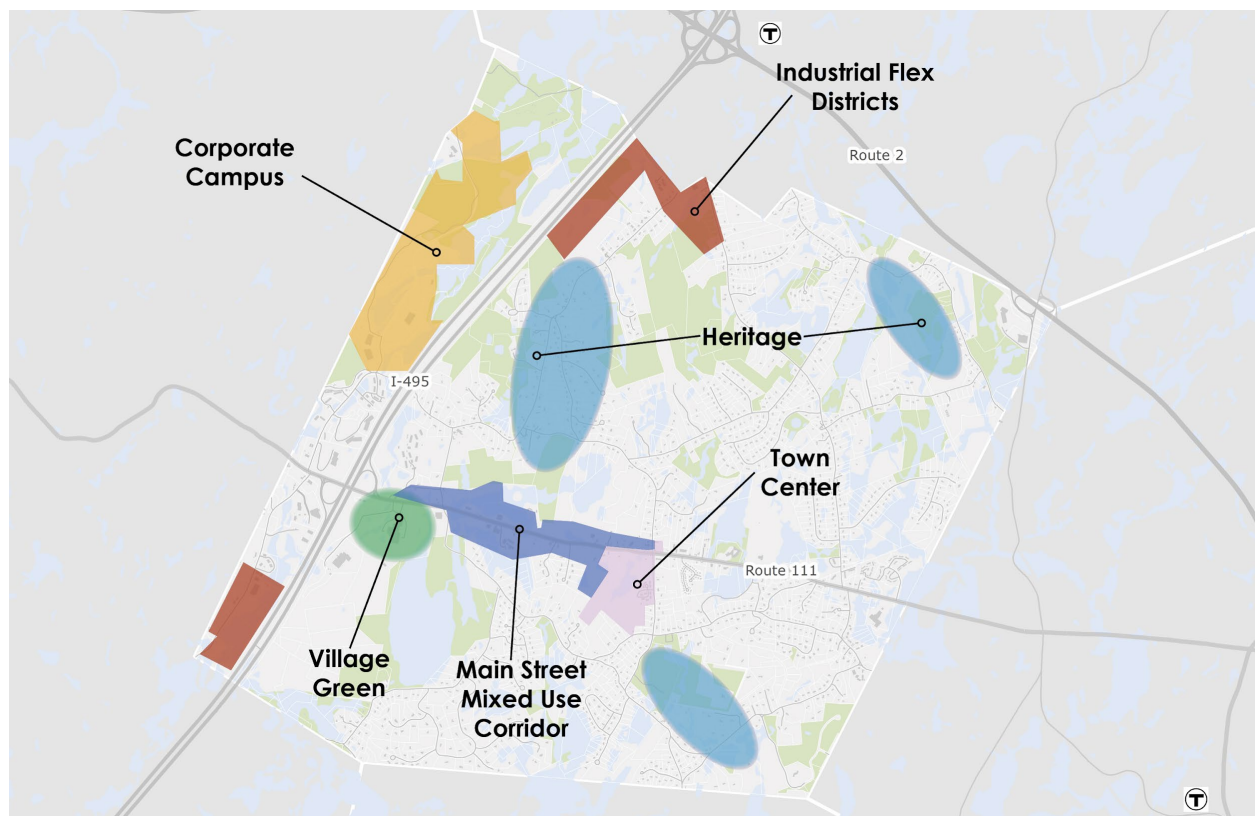 T
Industrial Flex
Districts
Corporate
Campus
Route 2
Heritage
I-495
Town
Center
Route 111
Village
Green
Main Street
Mixed Use
Corridor
T